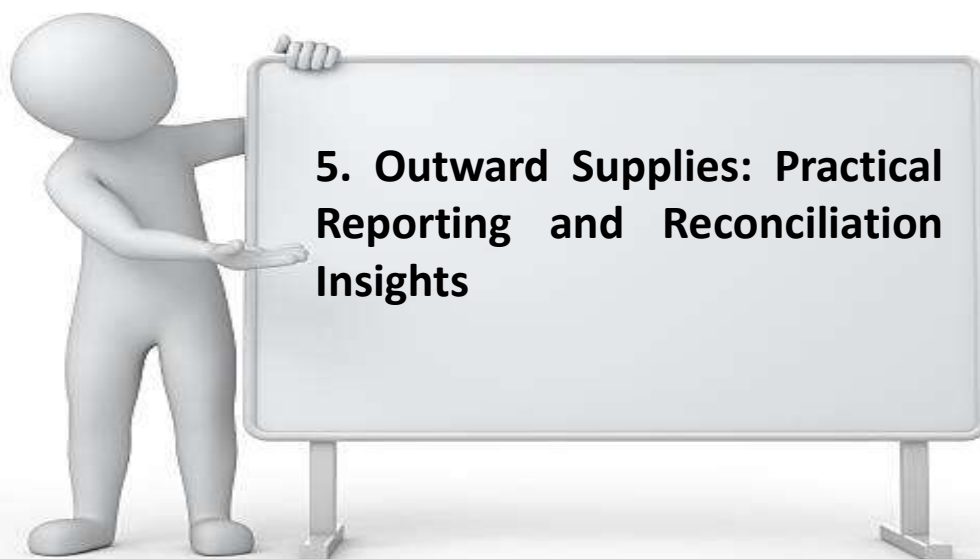 5. Outward Supplies: Practical
Reporting and Reconciliation
Insights